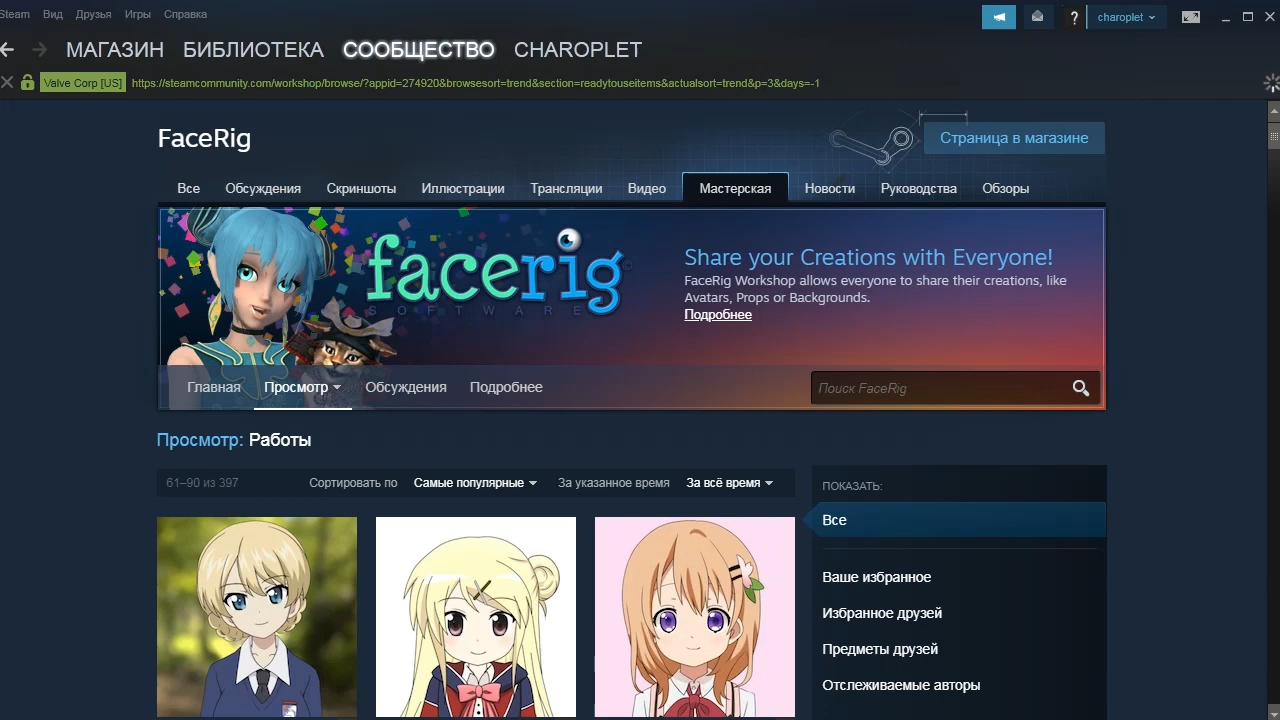 Steam Вид Друзья Игры Справка
? charoplet
МАГАЗИН БИБЛИОТЕКА СООБЩЕСТВО CHAROPLET
Valve Corp [US] https://steamcommunity.com/workshop/browse/?appid=274920&browsesort=trend&section=readytouseitems&actualsort=trend&p=3&days=-1
FaceRig
Страница в магазине
Все Обсуждения Скриншоты Иллюстрации Трансляции Видео Мастерская Новости Руководства Обзоры
facerig
SOFTWARE
Share your Creations with Everyone!
FaceRig Workshop allows everyone to share their creations, like
Avatars, Props or Backgrounds.
Подробнее
Главная Просмотр Обсуждения Подробнее Поиск FaceRig
Просмотр: Работы
61–90 из 397 Сортировать по Самые популярные За указанное время За всё время
ПОКАЗАТЬ:
Все
Ваше избранное
Избранное друзей
Предметы друзей
Отслеживаемые авторы